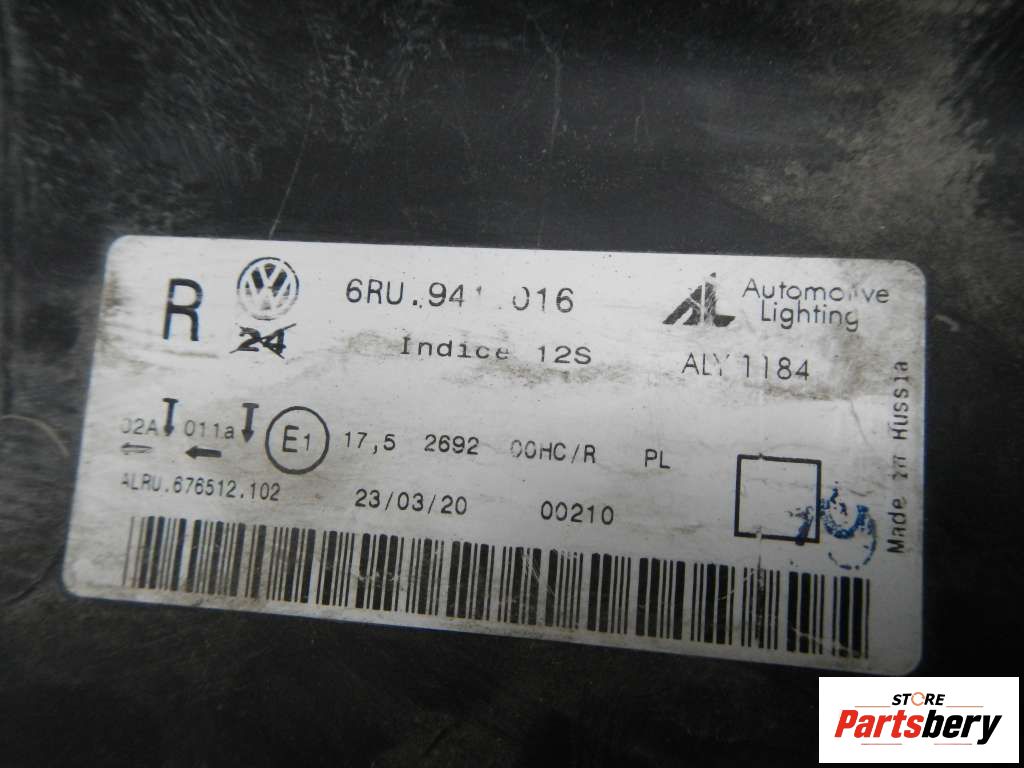 R 6RU.941.016 Automotive
Lighting
24 Indice 12S ALY 1184
02A 011a E1 17,5 2692 00HC/R PL
ALRU.676512.102 23/03/20 00210
Made in Russia
STORE
Partsbery